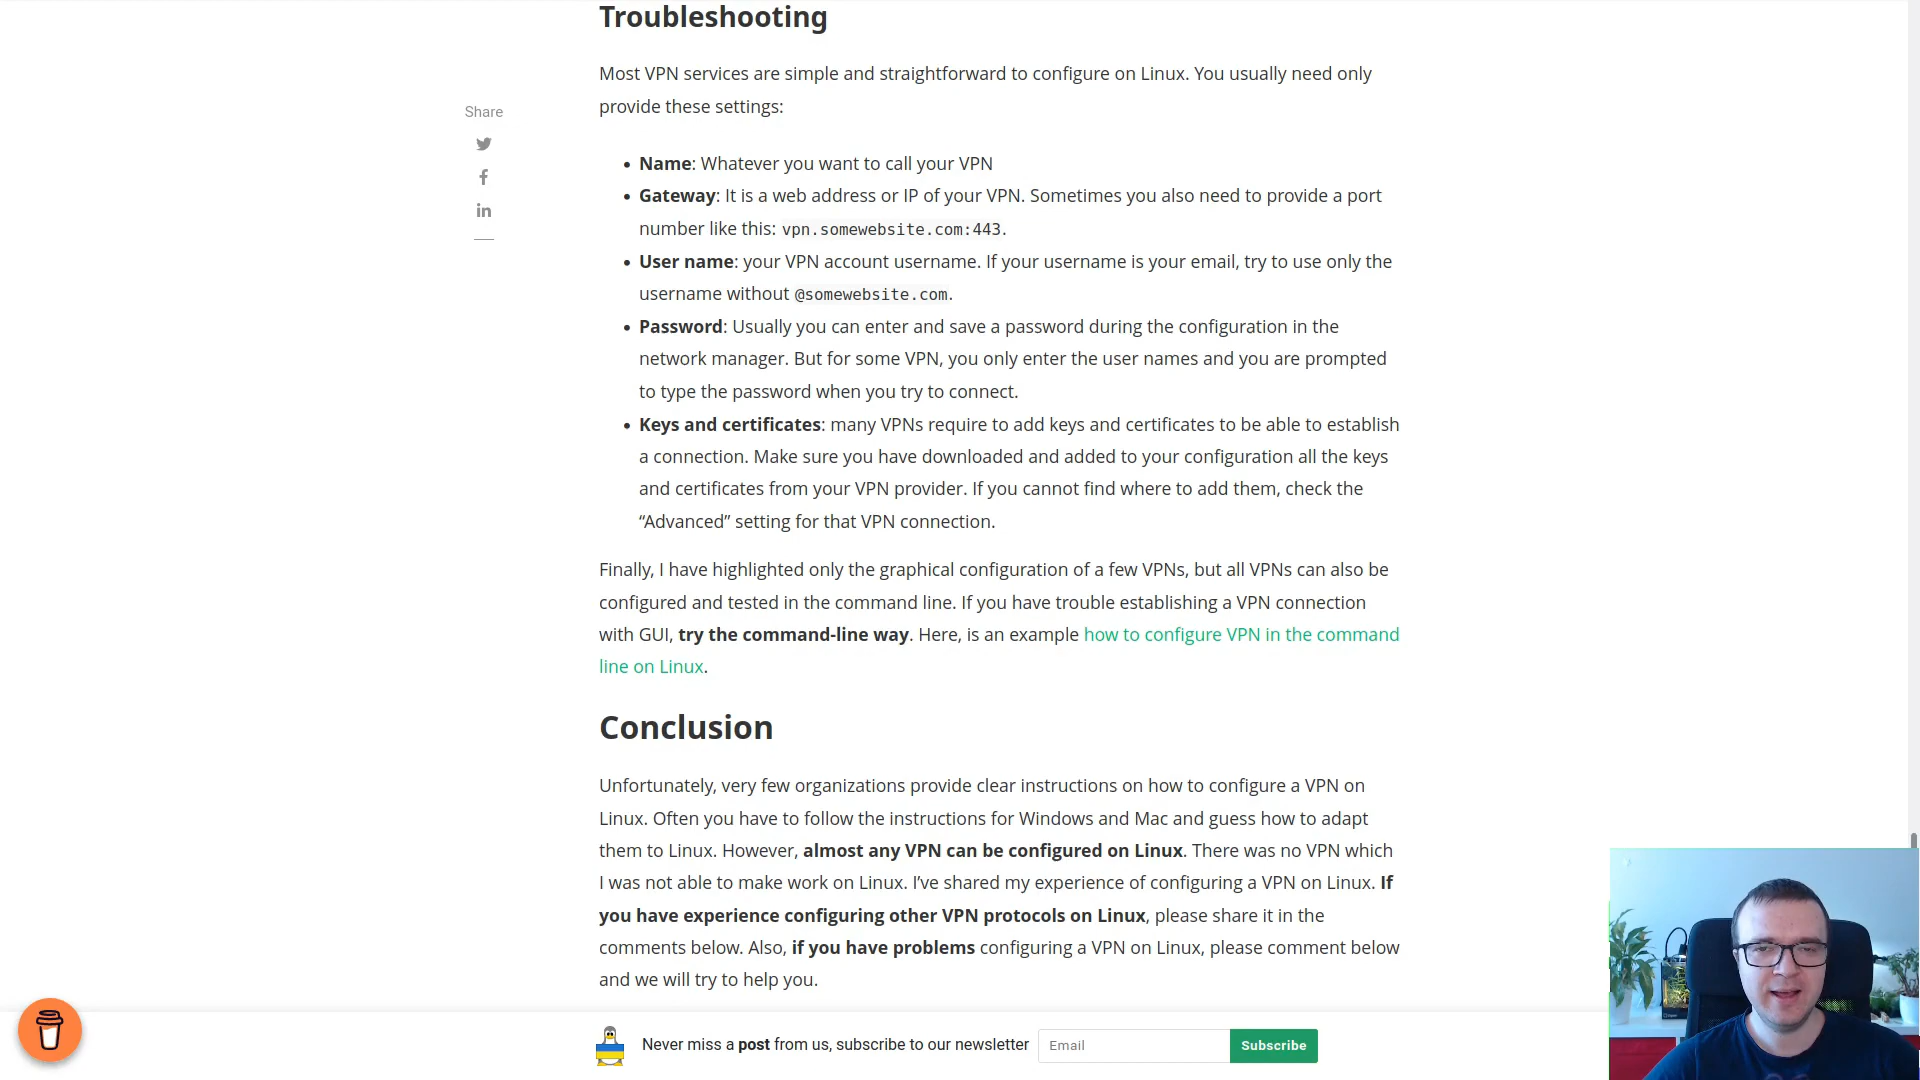 Troubleshooting
Most VPN services are simple and straightforward to configure on Linux. You usually need only
provide these settings:
Share
• Name: Whatever you want to call your VPN
• Gateway: It is a web address or IP of your VPN. Sometimes you also need to provide a port
number like this: vpn.somewebsite.com:443.
• User name: your VPN account username. If your username is your email, try to use only the
username without @somewebsite.com.
• Password: Usually you can enter and save a password during the configuration in the
network manager. But for some VPN, you only enter the user names and you are prompted
to type the password when you try to connect.
• Keys and certificates: many VPNs require to add keys and certificates to be able to establish
a connection. Make sure you have downloaded and added to your configuration all the keys
and certificates from your VPN provider. If you cannot find where to add them, check the
“Advanced” setting for that VPN connection.
Finally, I have highlighted only the graphical configuration of a few VPNs, but all VPNs can also be
configured and tested in the command line. If you have trouble establishing a VPN connection
with GUI, try the command-line way. Here, is an example how to configure VPN in the command
line on Linux.
Conclusion
Unfortunately, very few organizations provide clear instructions on how to configure a VPN on
Linux. Often you have to follow the instructions for Windows and Mac and guess how to adapt
them to Linux. However, almost any VPN can be configured on Linux. There was no VPN which
I was not able to make work on Linux. I’ve shared my experience of configuring a VPN on Linux. If
you have experience configuring other VPN protocols on Linux, please share it in the
comments below. Also, if you have problems configuring a VPN on Linux, please comment below
and we will try to help you.
Never miss a post from us, subscribe to our newsletter
Email
Subscribe